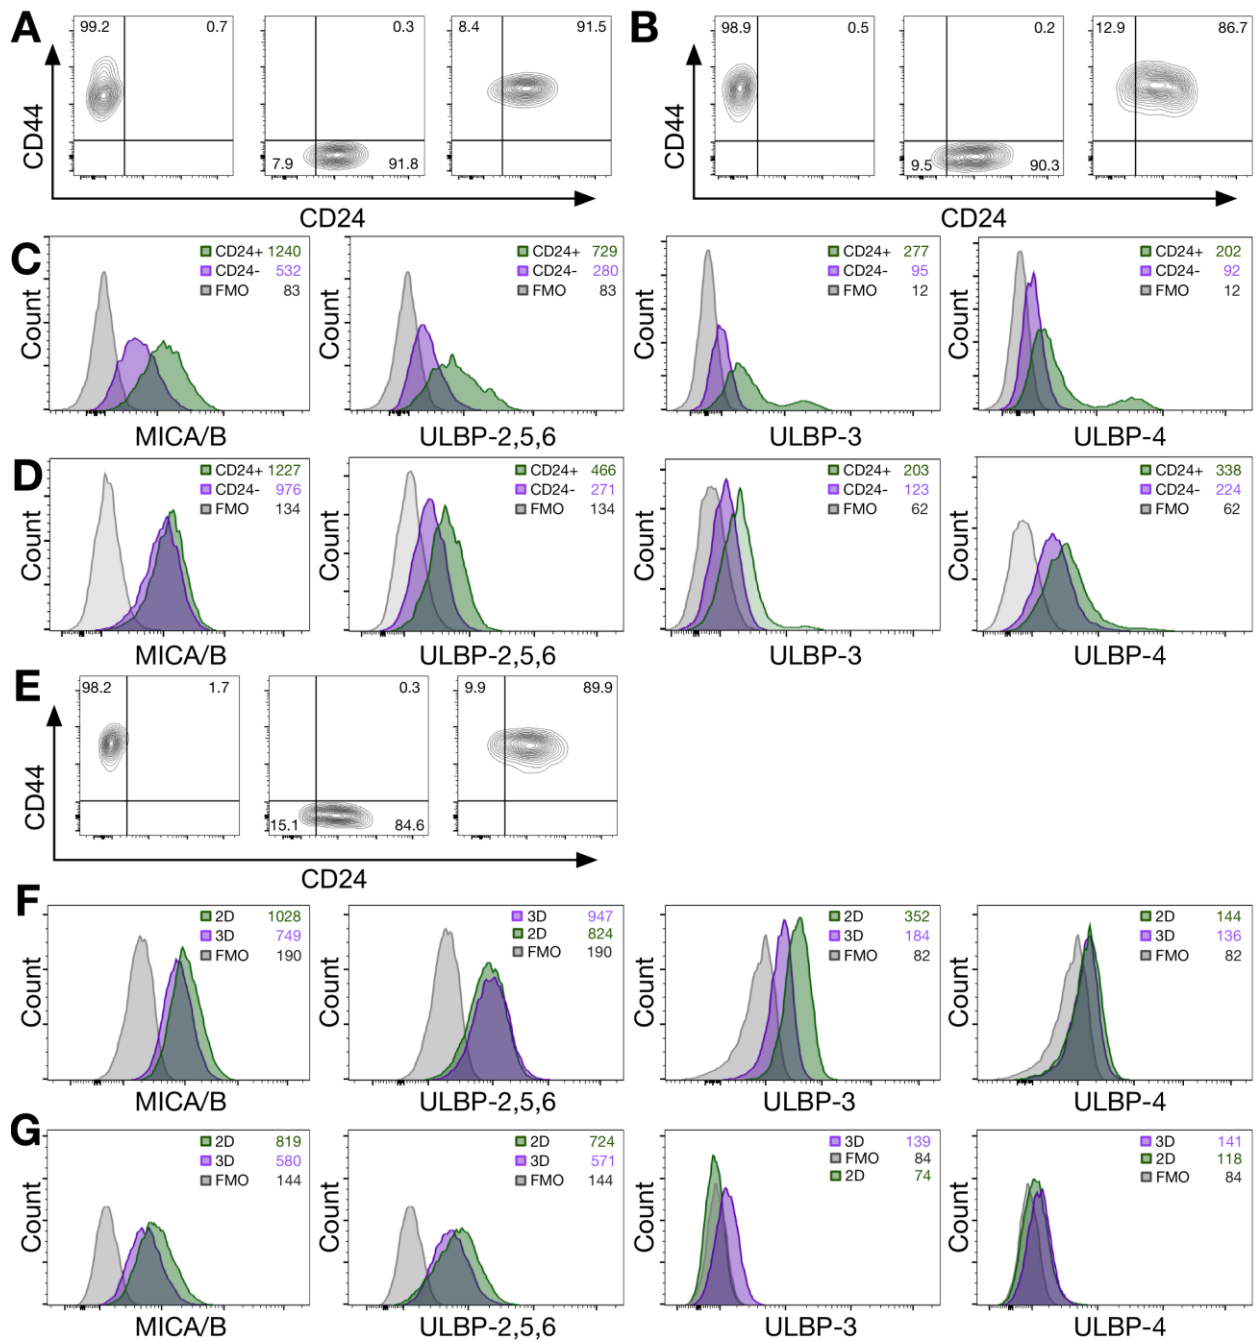 A
99.2 0.7
0.3
7.9 91.8
8.4 91.5
CD44
CD24
B
98.9 0.5
0.2
9.5 90.3
12.9 86.7
CD44
CD24
C
CD24+ 1240
CD24- 532
FMO 83
Count
MICA/B
CD24+ 729
CD24- 280
FMO 83
Count
ULBP-2,5,6
CD24+ 277
CD24- 95
FMO 12
Count
ULBP-3
CD24+ 202
CD24- 92
FMO 12
Count
ULBP-4
D
CD24+ 1227
CD24- 976
FMO 134
Count
MICA/B
CD24+ 466
CD24- 271
FMO 134
Count
ULBP-2,5,6
CD24+ 203
CD24- 123
FMO 62
Count
ULBP-3
CD24+ 338
CD24- 224
FMO 62
Count
ULBP-4
E
98.2 1.7
0.3
15.1 84.6
9.9 89.9
CD44
CD24
F
2D 1028
3D 749
FMO 190
Count
MICA/B
3D 947
2D 824
FMO 190
Count
ULBP-2,5,6
2D 352
3D 184
FMO 82
Count
ULBP-3
2D 144
3D 136
FMO 82
Count
ULBP-4
G
2D 819
3D 580
FMO 144
Count
MICA/B
2D 724
3D 571
FMO 144
Count
ULBP-2,5,6
3D 139
FMO 84
2D 74
Count
ULBP-3
3D 141
2D 118
FMO 84
Count
ULBP-4